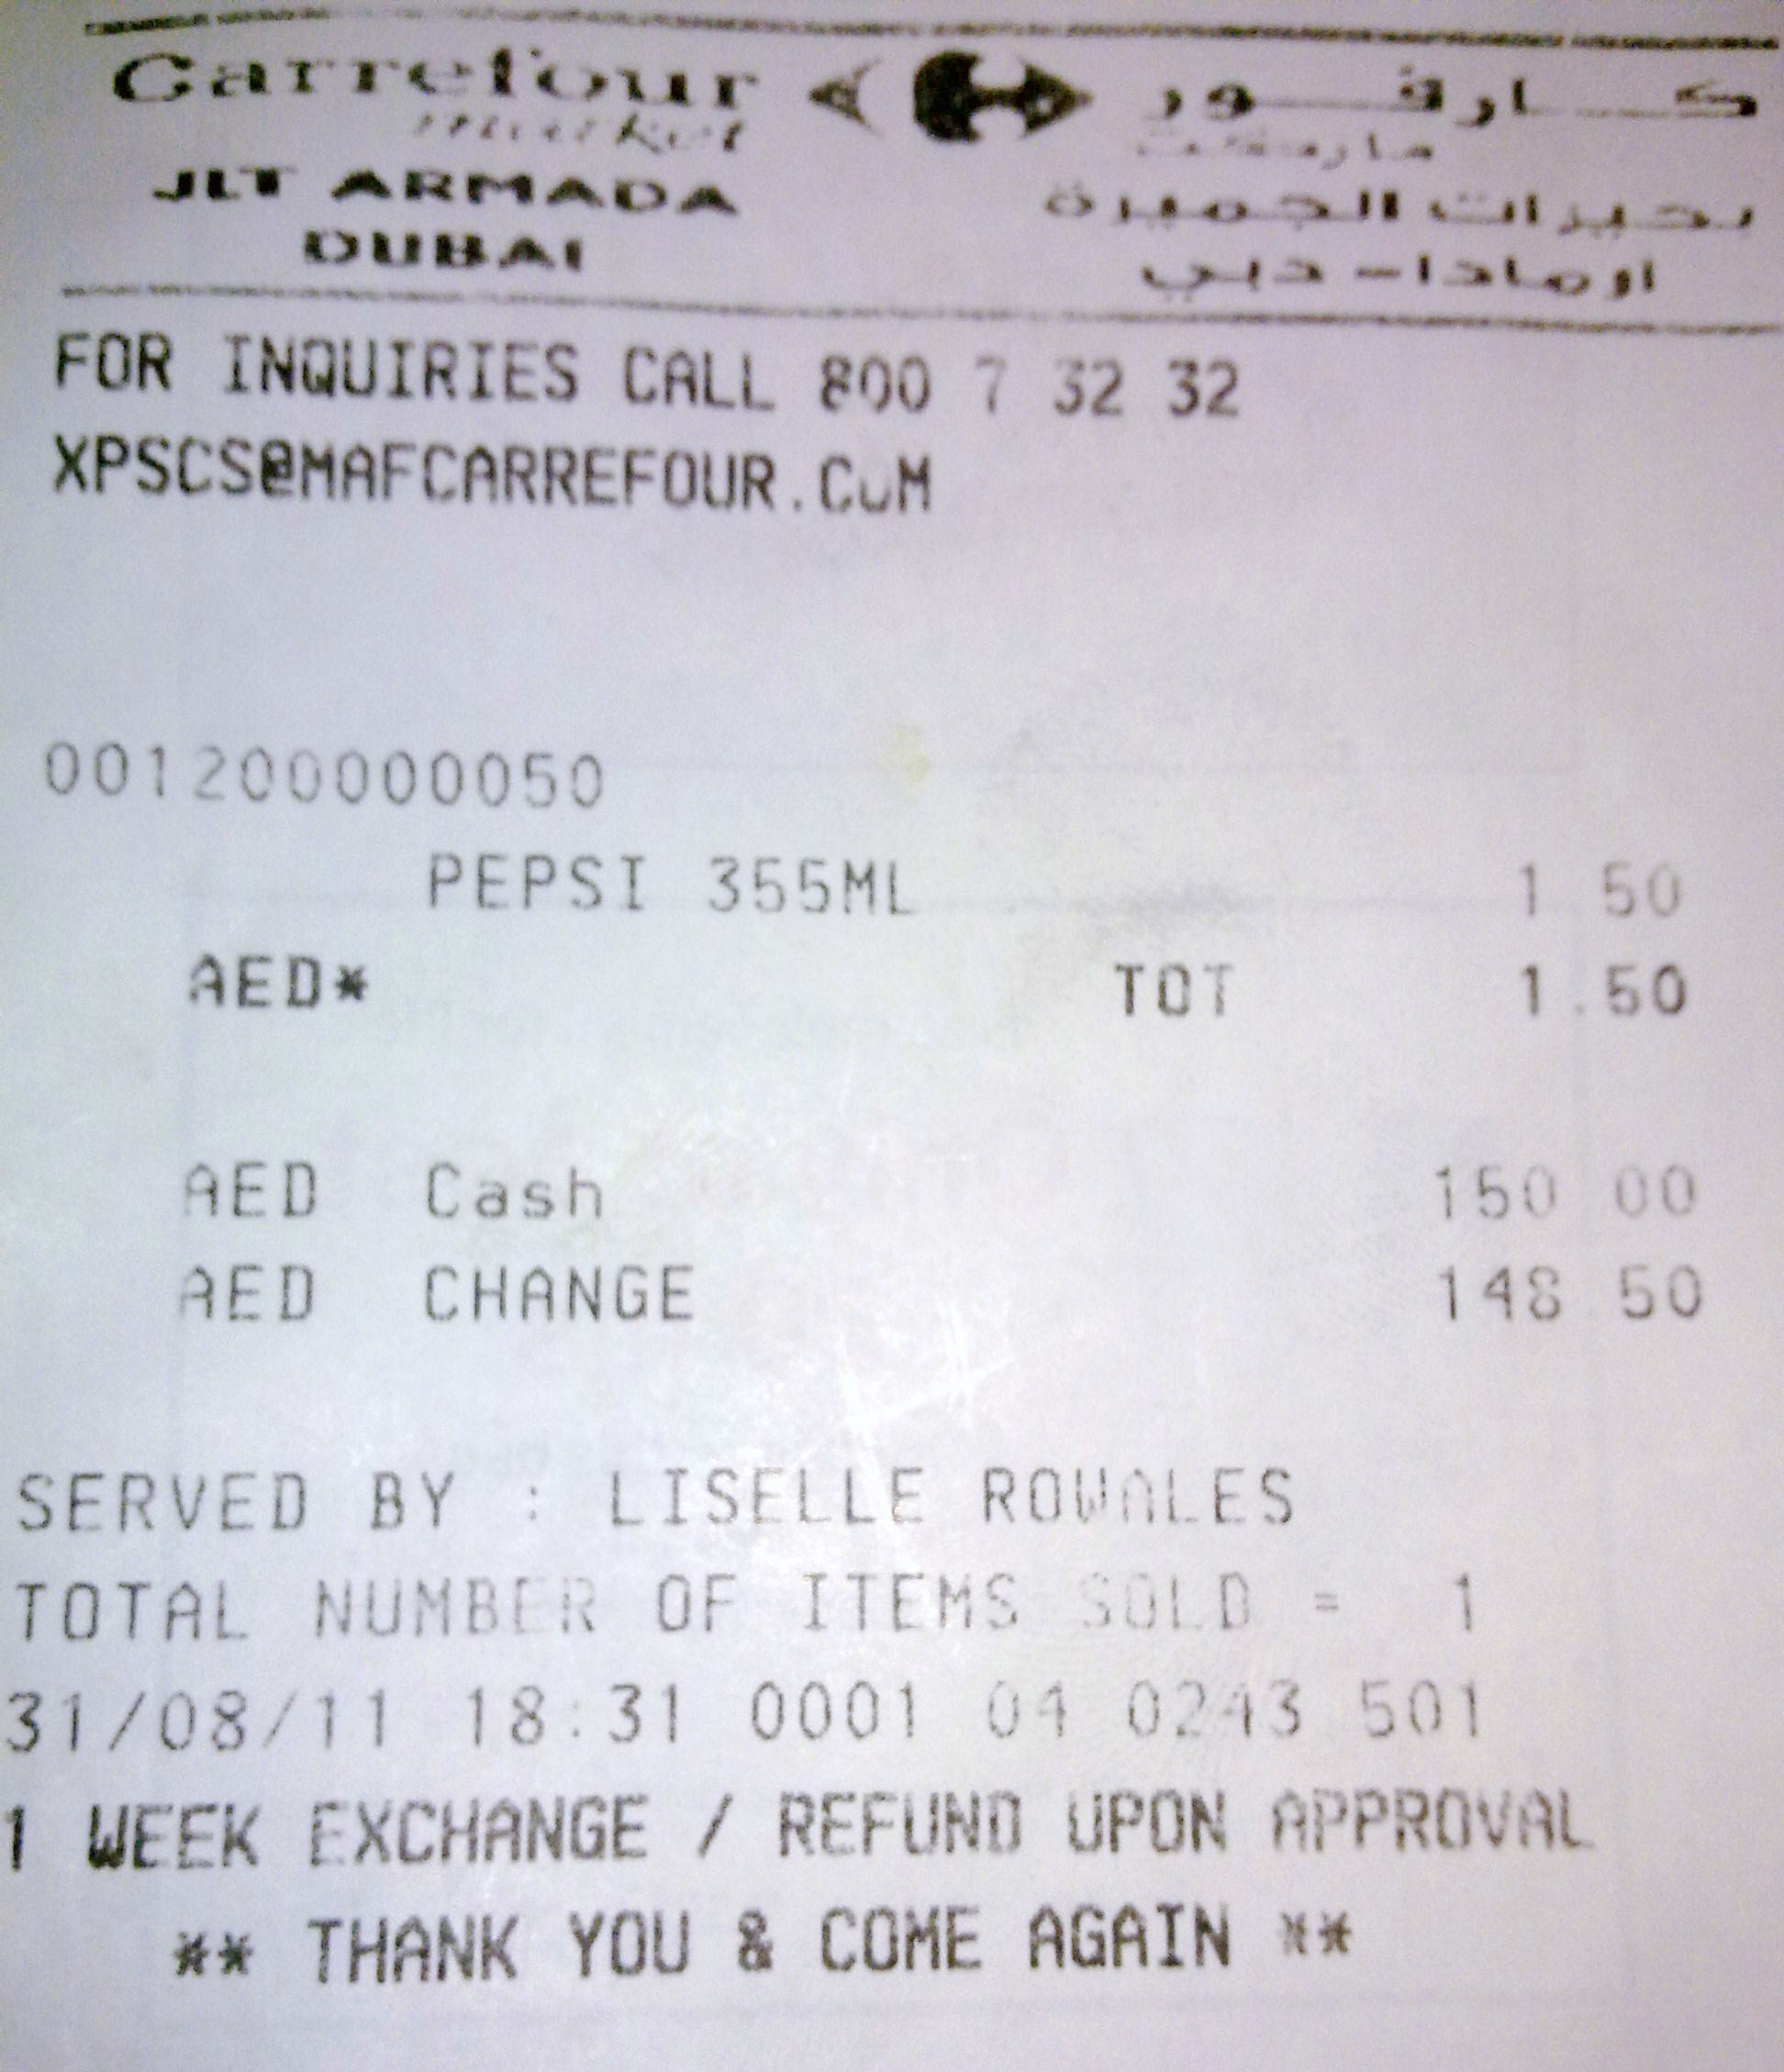 Carrefour كارفور
market ماركت
JLT ARMADA بحيرات الجميرة
DUBAI ارمادا - دبي
FOR INQUIRIES CALL 800 7 32 32
XPSCS@MAFCARREFOUR.COM
001200000050
PEPSI 355ML 1.50
AED* TOT 1.50
AED Cash 150.00
AED CHANGE 148.50
SERVED BY : LISELLE ROWALES
TOTAL NUMBER OF ITEMS SOLD = 1
31/08/11 18:31 0001 04 0243 501
1 WEEK EXCHANGE / REFUND UPON APPROVAL
** THANK YOU & COME AGAIN **